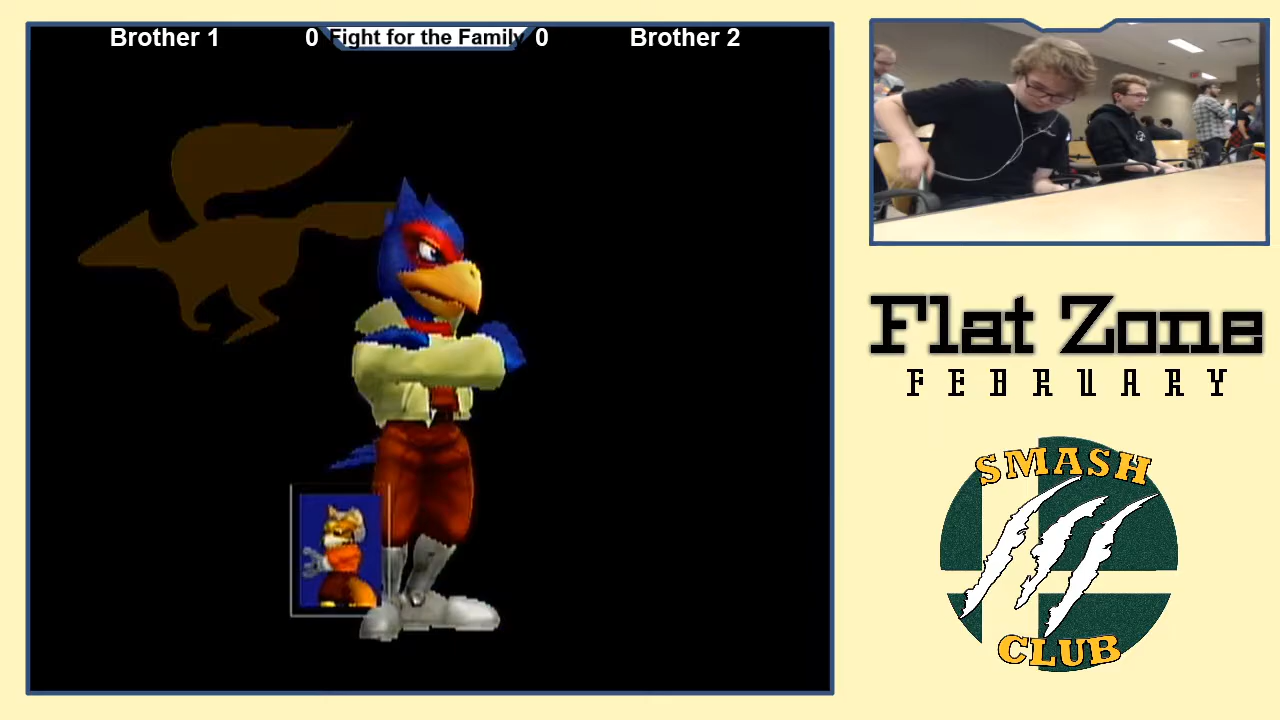 Brother 1 0 Fight for the Family 0 Brother 2
Flat Zone
FEBRUARY
SMASH
CLUB